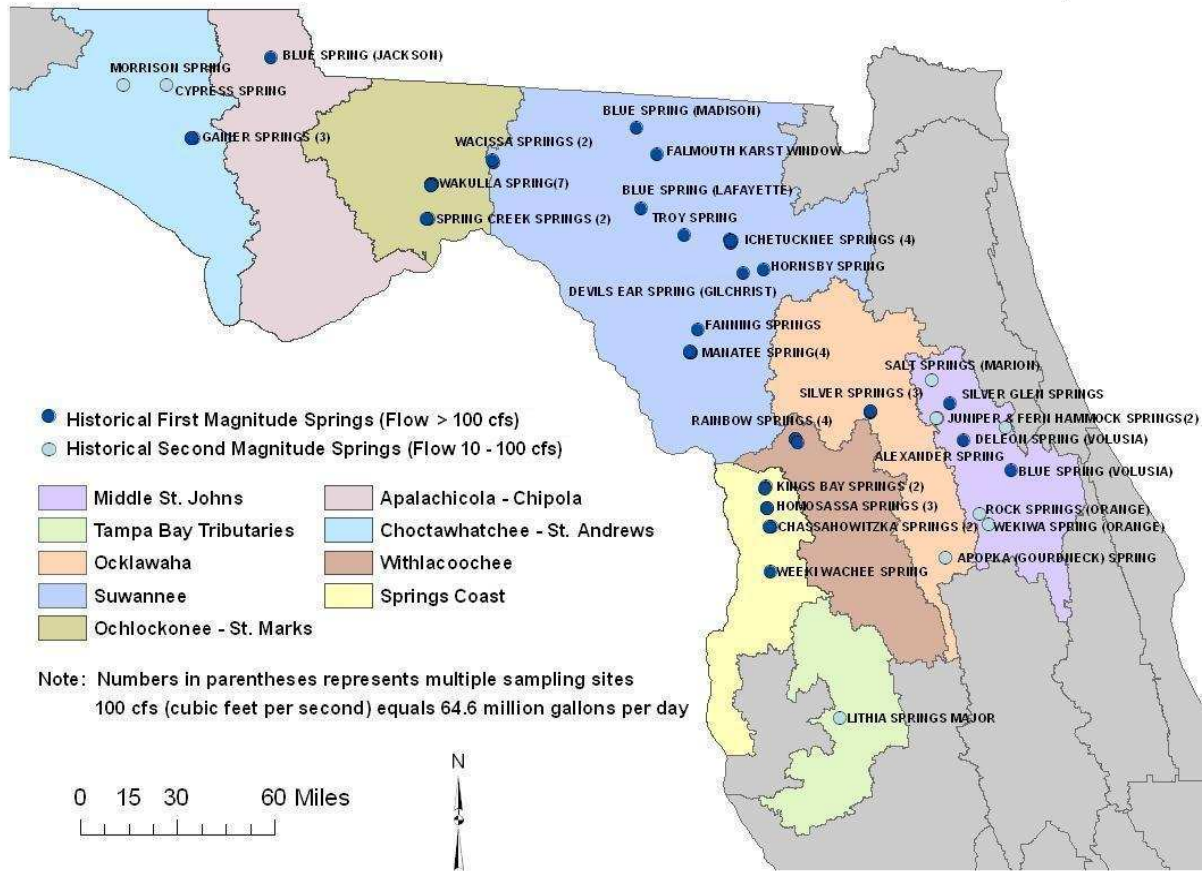 BLUE SPRING (JACKSON)
MORRISON SPRING
CYPRESS SPRING
GAINER SPRINGS (3)
BLUE SPRING (MADISON)
WACISSA SPRINGS (2)
FALMOUTH KARST WINDOW
WAKULLA SPRING(7)
BLUE SPRING (LAFAYETTE)
SPRING CREEK SPRINGS (2)
TROY SPRING
ICHETUCKNEE SPRINGS (4)
HORNSBY SPRING
DEVILS EAR SPRING (GILCHRIST)
FANNING SPRINGS
MANATEE SPRING(4)
SALT SPRINGS (MARION)
SILVER SPRINGS (3)
SILVER GLEN SPRINGS
RAINBOW SPRINGS (4)
JUNIPER & FERN HAMMOCK SPRINGS(2)
DELEON SPRING (VOLUSIA)
ALEXANDER SPRING
BLUE SPRING (VOLUSIA)
KINGS BAY SPRINGS (2)
HOMOSASSA SPRINGS (3)
ROCK SPRINGS (ORANGE)
CHASSAHOWITZKA SPRINGS (2)
WEKIWA SPRING (ORANGE)
APOPKA (GOURDNECK) SPRING
WEEKI WACHEE SPRING
LITHIA SPRINGS MAJOR
Historical First Magnitude Springs (Flow > 100 cfs)
Historical Second Magnitude Springs (Flow 10 - 100 cfs)
Middle St. Johns
Tampa Bay Tributaries
Ocklawaha
Suwannee
Ochlockonee - St. Marks
Apalachicola - Chipola
Choctawhatchee - St. Andrews
Withlacoochee
Springs Coast
Note: Numbers in parentheses represents multiple sampling sites
100 cfs (cubic feet per second) equals 64.6 million gallons per day
N
0 15 30 60 Miles